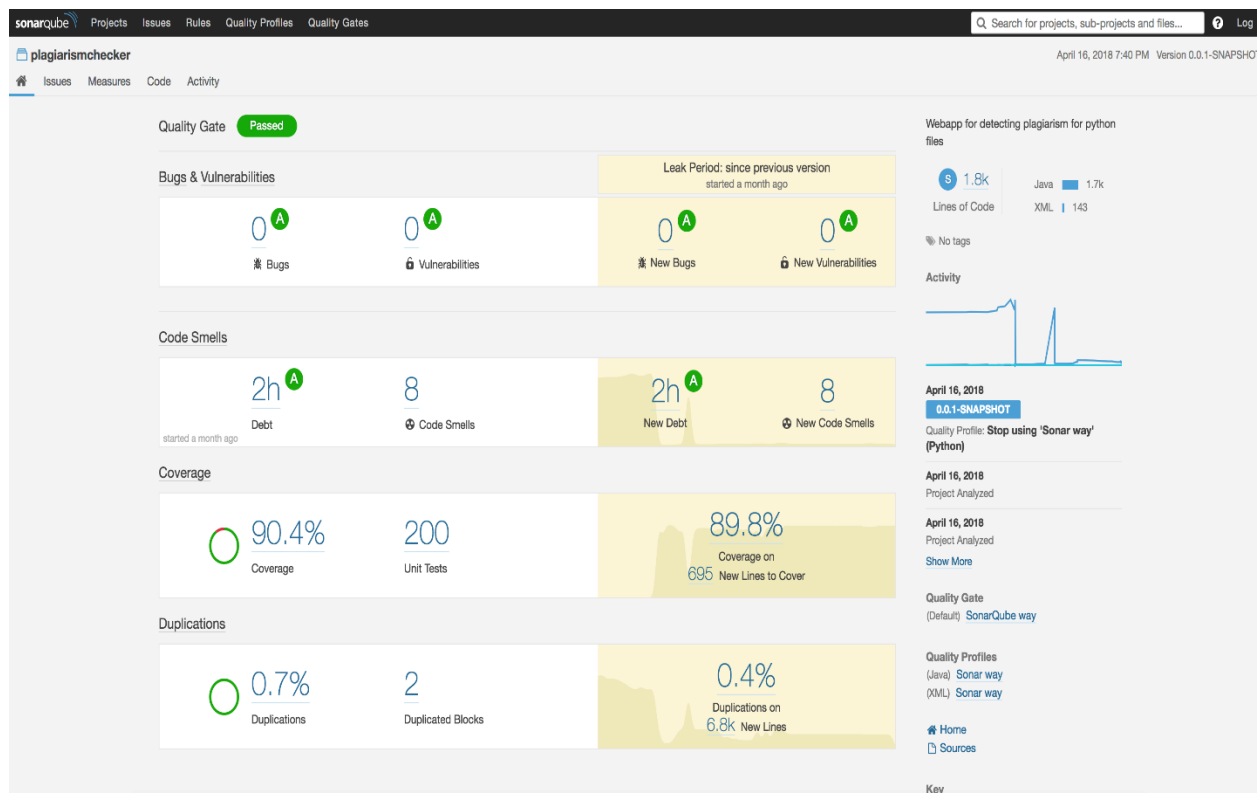 sonarqube Projects Issues Rules Quality Profiles Quality Gates Search for projects, sub-projects and files... ? Log
plagiarismchecker April 16, 2018 7:40 PM Version 0.0.1-SNAPSHOT
Issues Measures Code Activity
Quality Gate Passed
Leak Period: since previous version
started a month ago
Bugs & Vulnerabilities
0 A
Bugs
0 A
Vulnerabilities
0 A
New Bugs
0 A
New Vulnerabilities
Code Smells
2h A
Debt
started a month ago
8
Code Smells
2h A
New Debt
8
New Code Smells
Coverage
90.4%
Coverage
200
Unit Tests
89.8%
Coverage on
695 New Lines to Cover
Duplications
0.7%
Duplications
2
Duplicated Blocks
0.4%
Duplications on
6.8k New Lines
Webapp for detecting plagiarism for python
files
S 1.8k
Lines of Code
Java 1.7k
XML 143
No tags
Activity
April 16, 2018
0.0.1-SNAPSHOT
Quality Profile: Stop using 'Sonar way'
(Python)
April 16, 2018
Project Analyzed
April 16, 2018
Project Analyzed
Show More
Quality Gate
(Default) SonarQube way
Quality Profiles
(Java) Sonar way
(XML) Sonar way
Home
Sources
Key